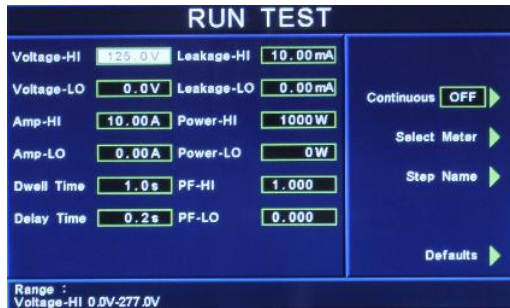 RUN TEST
Voltage-HI 125.0V Leakage-HI 10.00mA
Voltage-LO 0.0V Leakage-LO 0.00mA
Continuous OFF
Amp-HI 10.00A Power-HI 1000W
Select Meter
Amp-LO 0.00A Power-LO 0W
Step Name
Dwell Time 1.0s PF-HI 1.000
Delay Time 0.2s PF-LO 0.000
Defaults
Range :
Voltage-HI 0.0V-277.0V